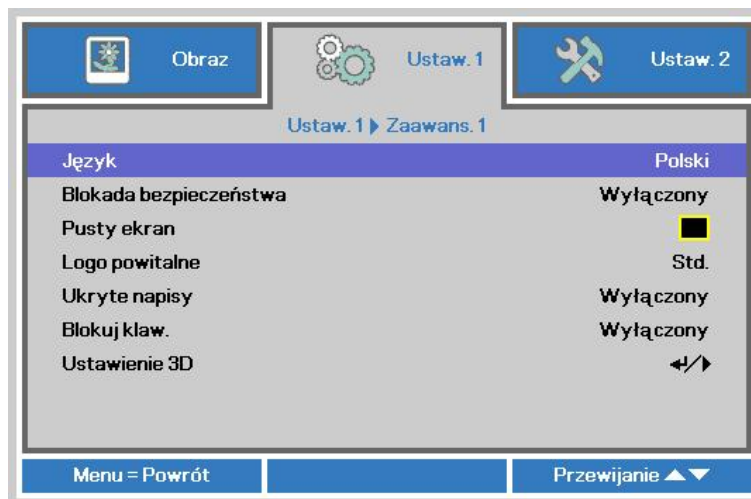 Obraz
Ustaw. 1
Ustaw. 2
Ustaw. 1 Zaawans. 1
Język Polski
Blokada bezpieczeństwa Wyłączony
Pusty ekran
Logo powitalne Std.
Ukryte napisy Wyłączony
Blokuj klaw. Wyłączony
Ustawienie 3D
Menu = Powrót
Przewijanie